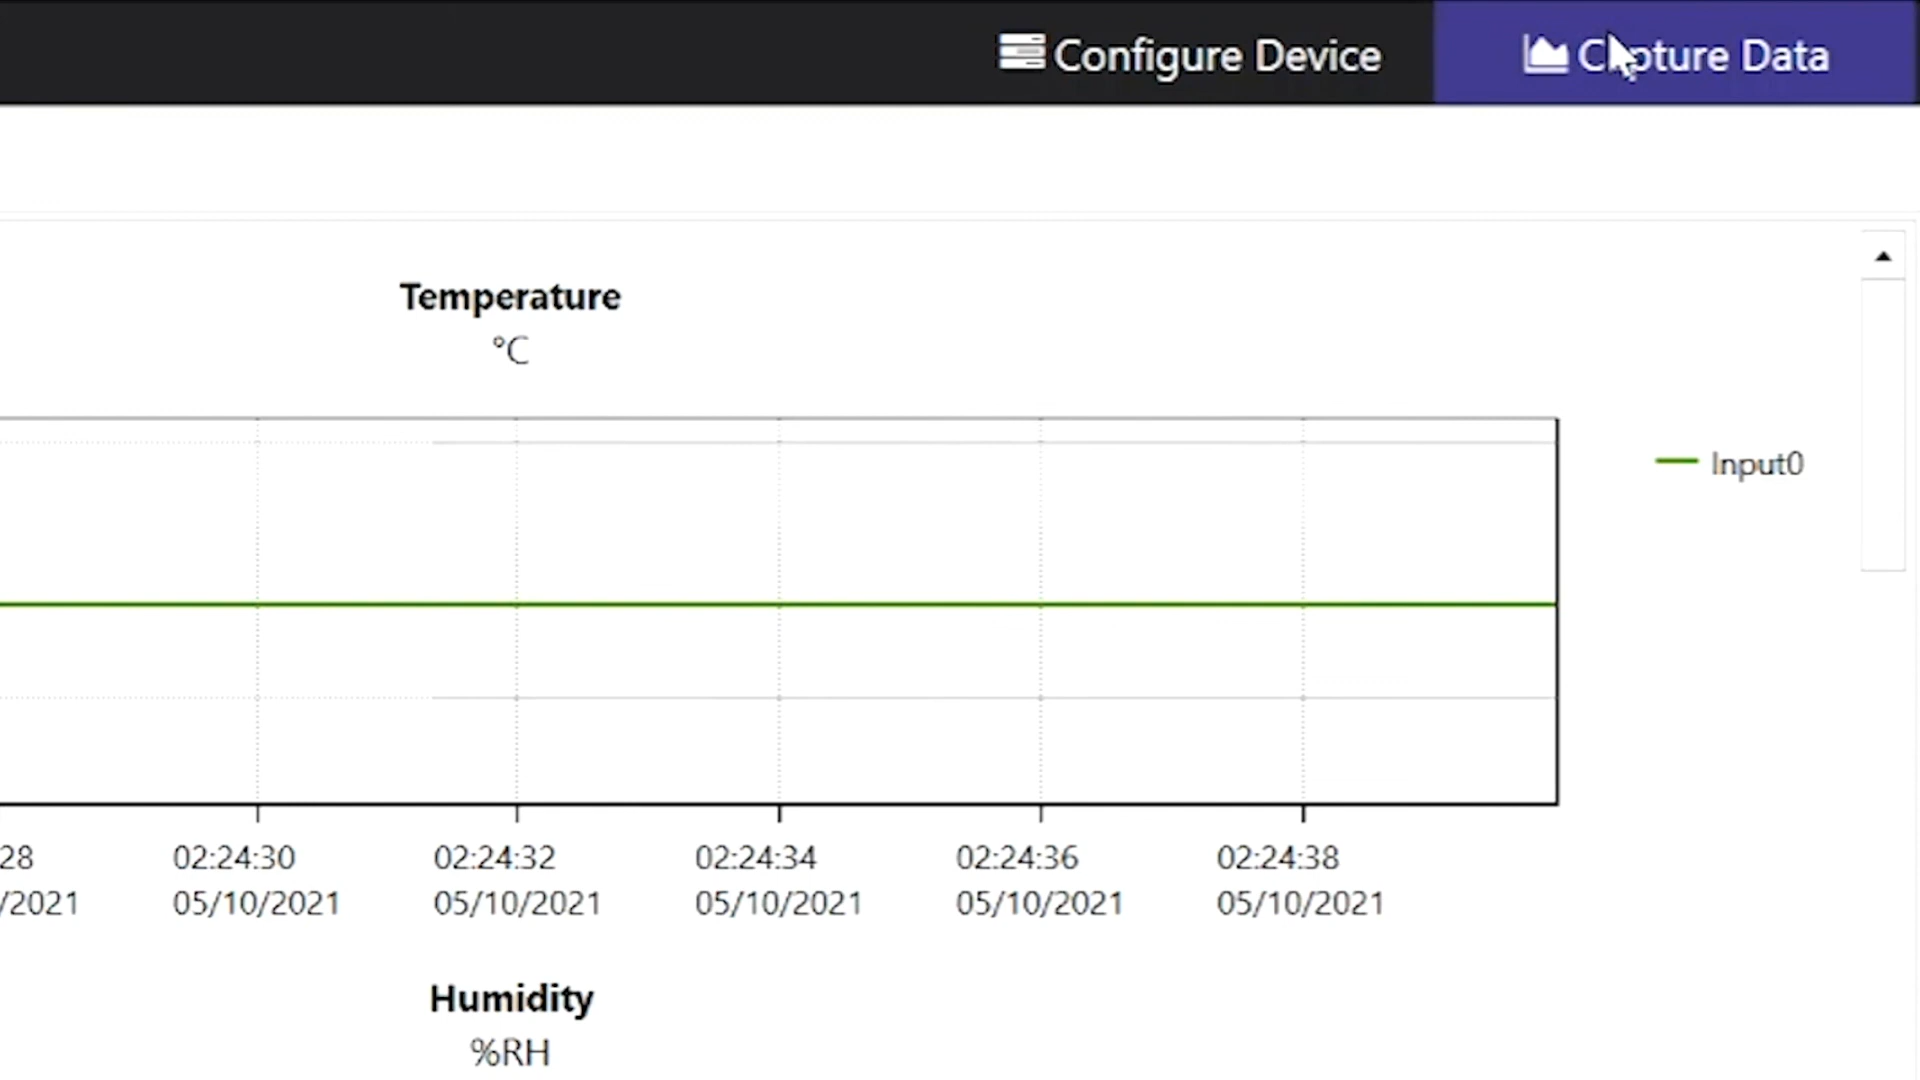 Configure Device
Capture Data
Temperature
°C
Input0
28
02:24:30
02:24:32
02:24:34
02:24:36
02:24:38
/2021
05/10/2021
05/10/2021
05/10/2021
05/10/2021
05/10/2021
Humidity
%RH